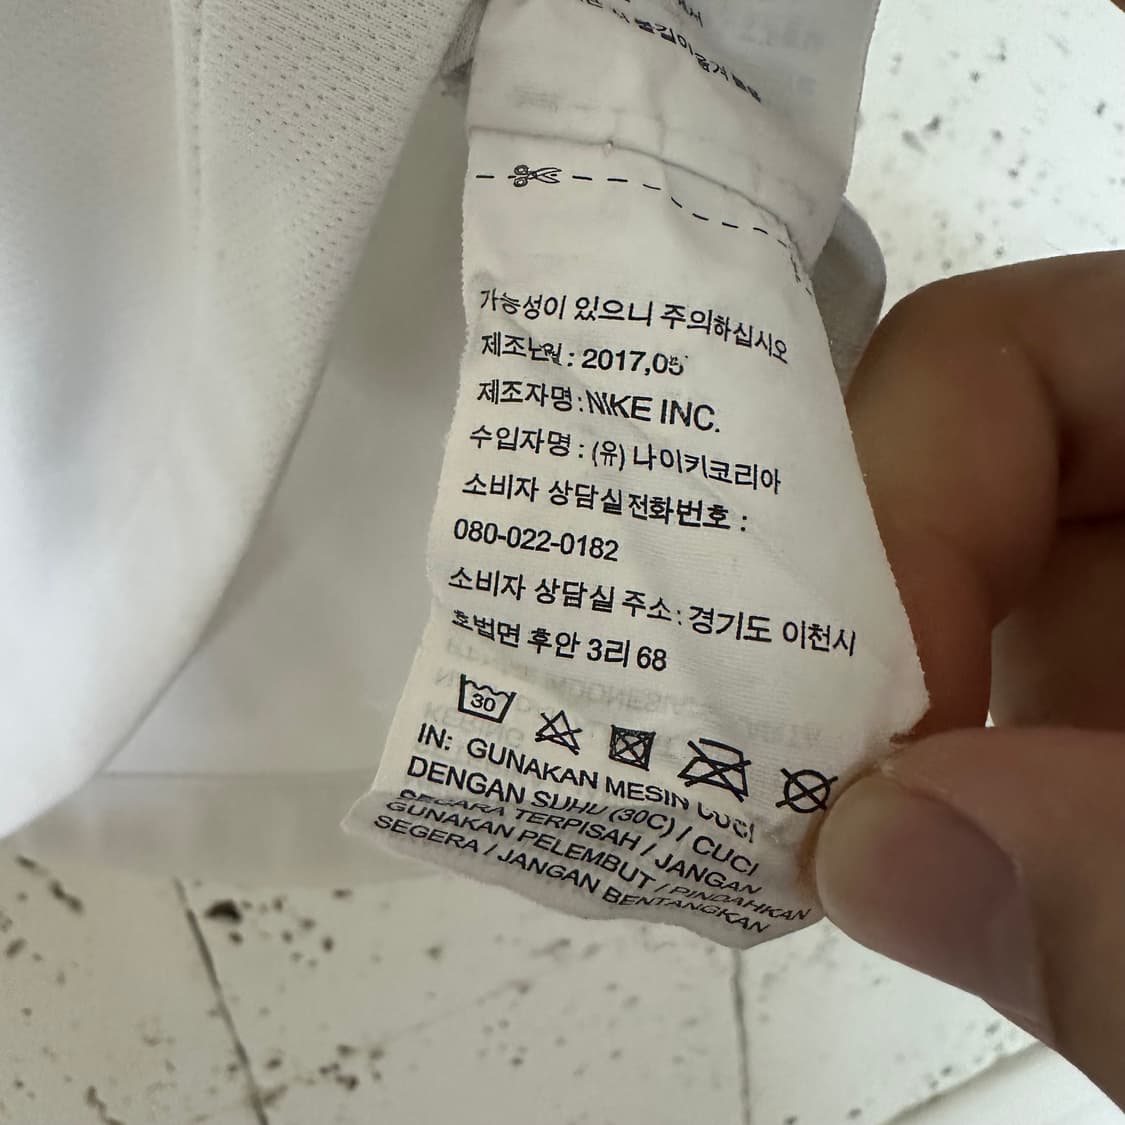 가능성이 있으니 주의하십시오
제조년월 : 2017,05
제조자명 : NIKE INC.
수입자명 : (유) 나이키코리아
소비자 상담실전화번호 :
080-022-0182
소비자 상담실 주소 : 경기도 이천시
호법면 후안 3리 68
30
IN: GUNAKAN MESIN CUCI
DENGAN SUHU (30C) / CUCI
SECARA TERPISAH / JANGAN
GUNAKAN PELEMBUT / PINDAHKAN
SEGERA / JANGAN BENTANGKAN